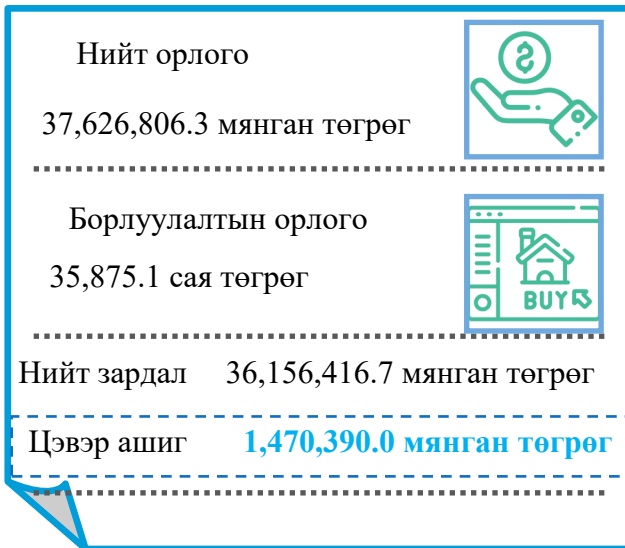 Нийт орлого
37,626,806.3 мянган төгрөг
Борлуулалтын орлого
35,875.1 сая төгрөг
BUY
Нийт зардал 36,156,416.7 мянган төгрөг
Цэвэр ашиг 1,470,390.0 мянган төгрөг